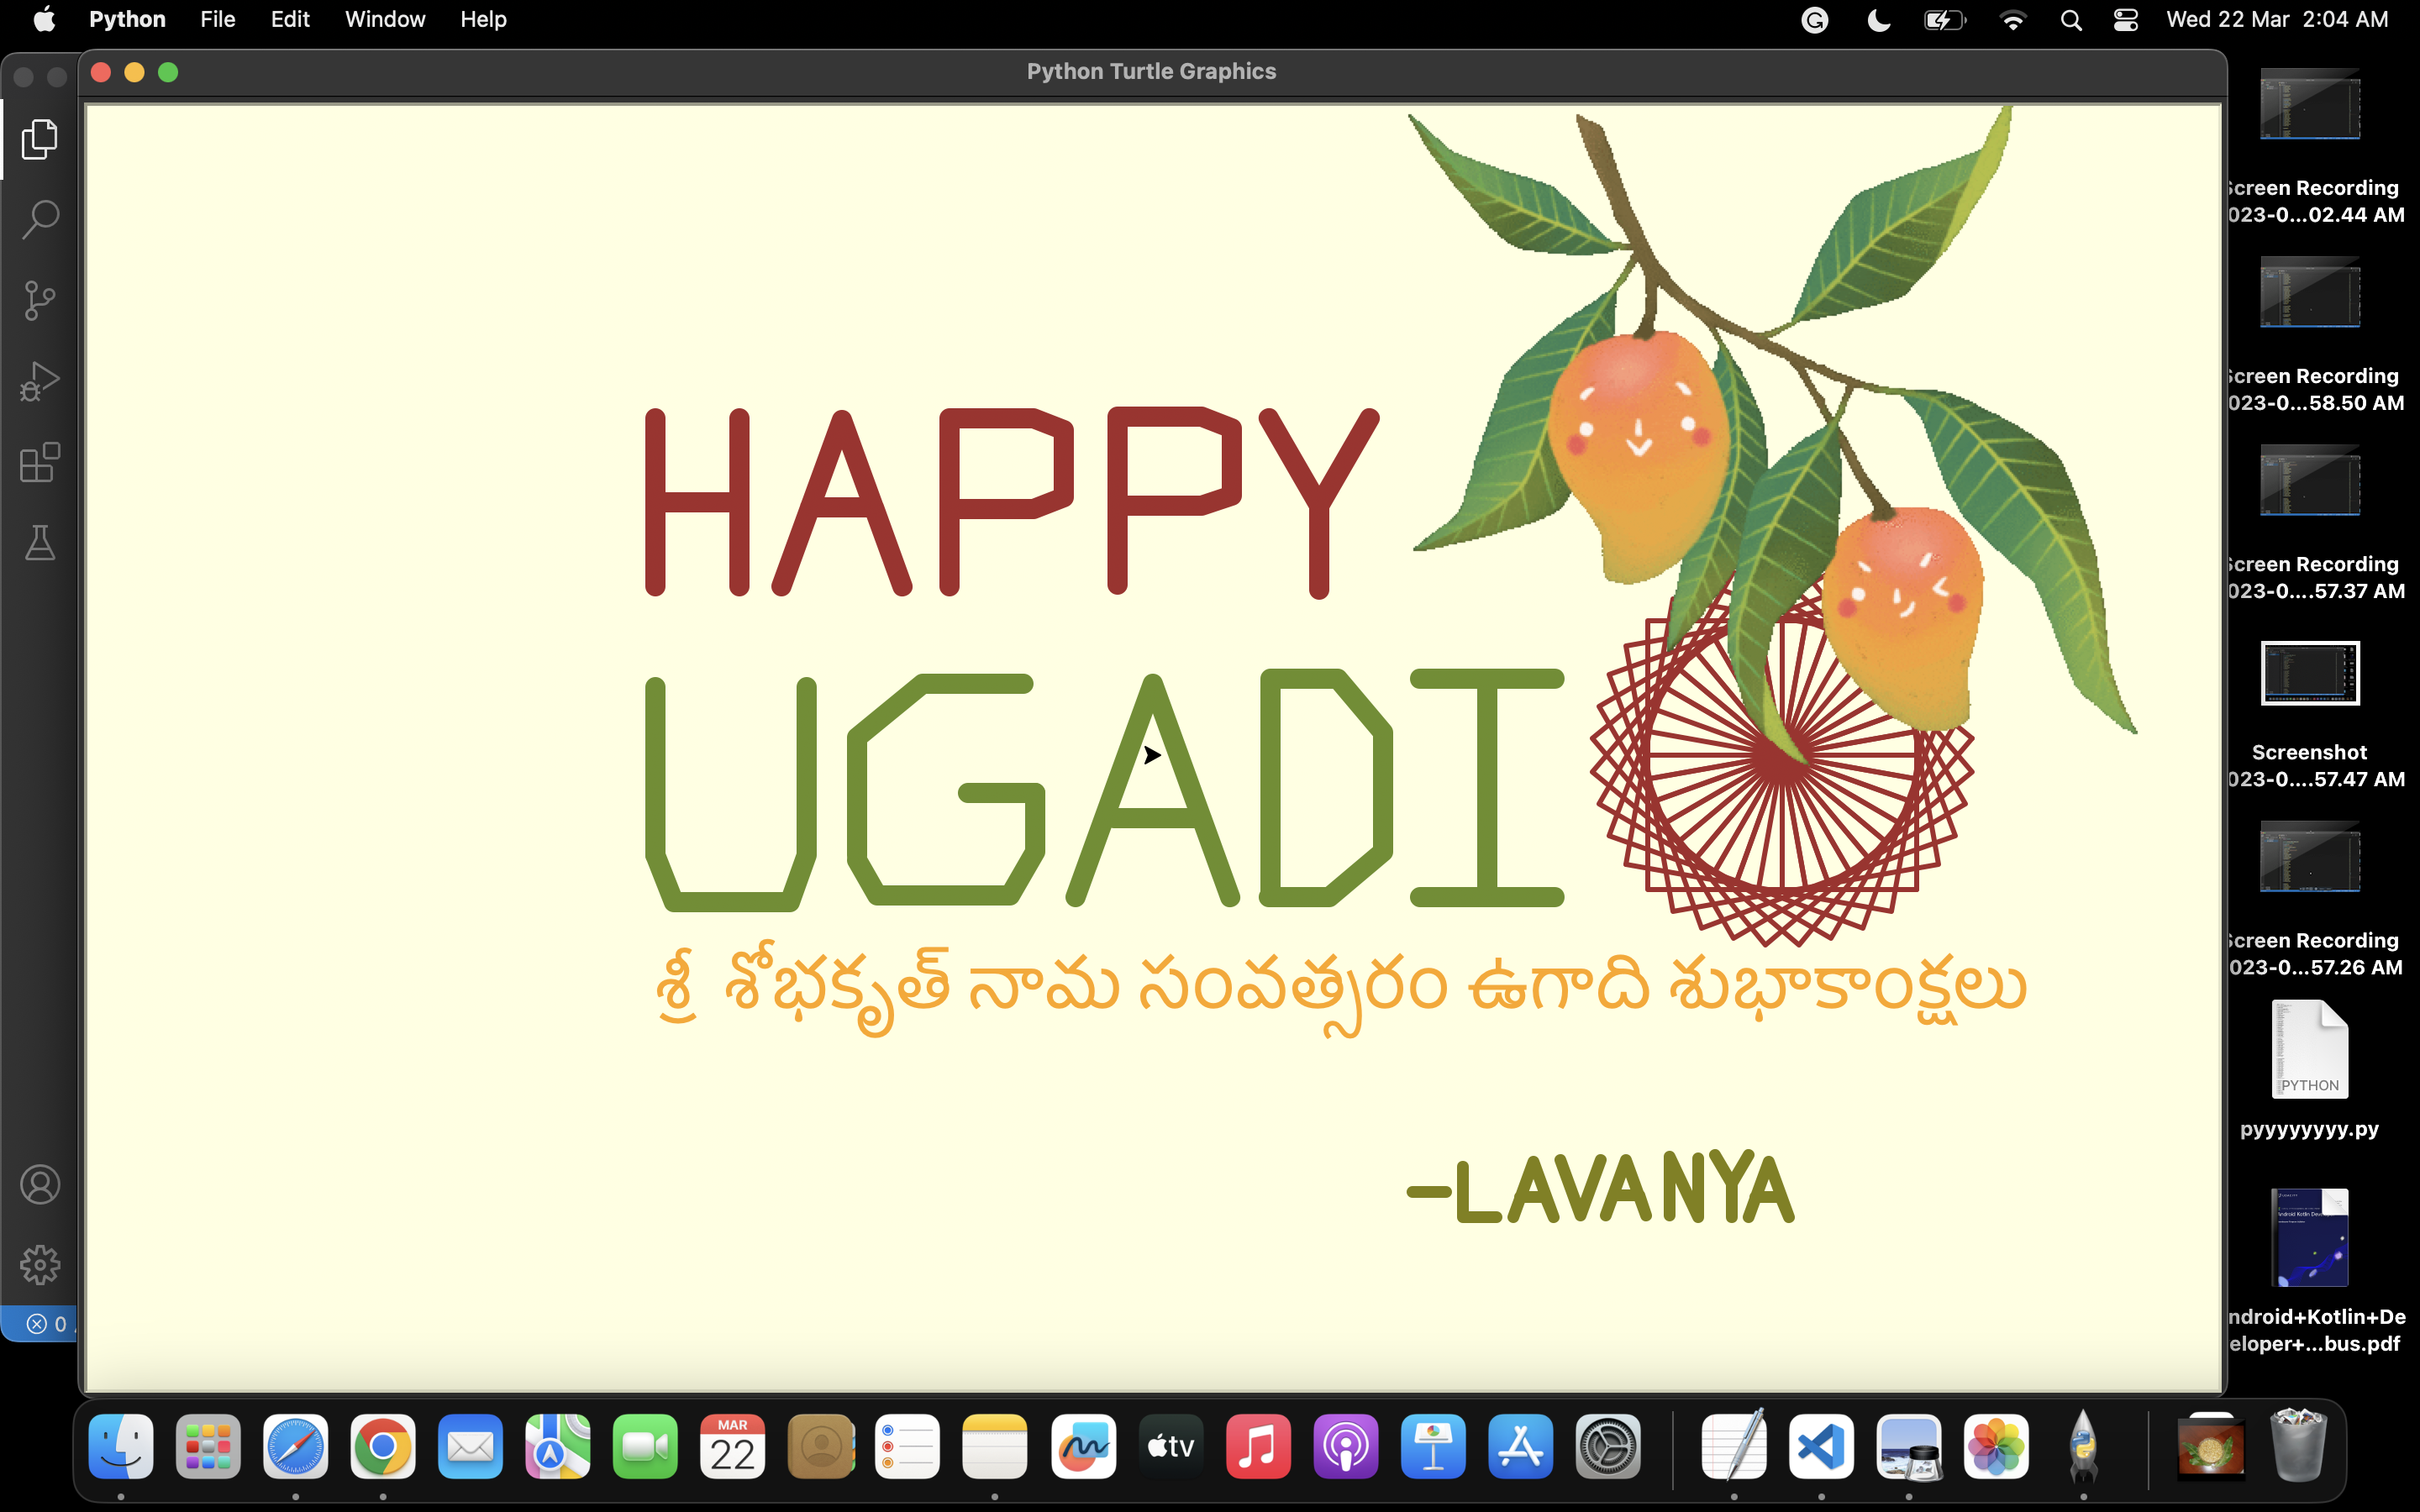 Python File Edit Window Help
Wed 22 Mar 2:04 AM
Python Turtle Graphics
HAPPY
UGADI
శ్రీ శోభకృత్ నామ సంవత్సరం ఉగాది శుభాకాంక్షలు
-LAVANYA
0
creen Recording
023-0...02.44 AM
creen Recording
023-0...58.50 AM
creen Recording
023-0....57.37 AM
Screenshot
023-0....57.47 AM
creen Recording
023-0...57.26 AM
PYTHON
pyyyyyyyy.py
ndroid+Kotlin+De
eloper+...bus.pdf
MAR
22
tv